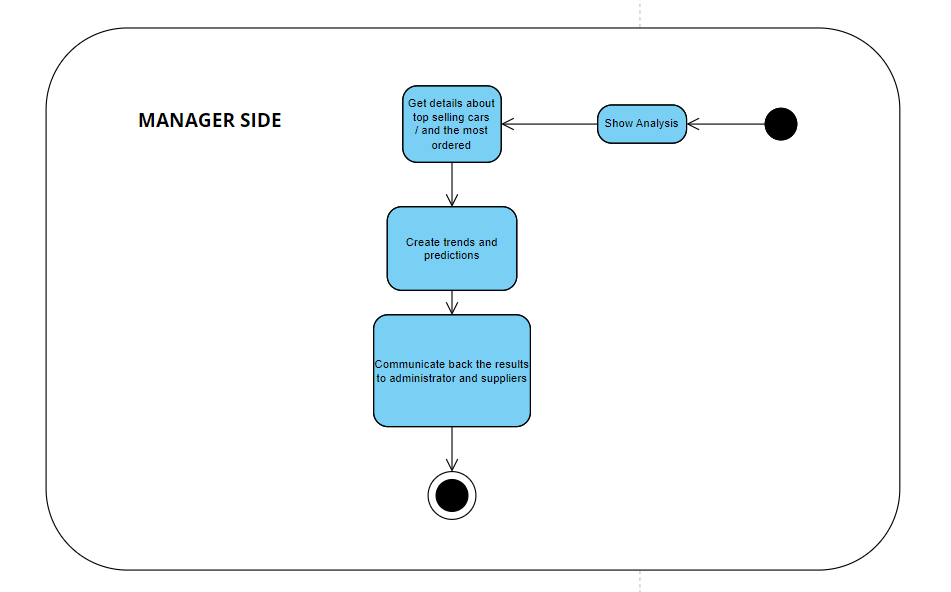 MANAGER SIDE
Get details about
top selling cars
/ and the most
ordered
Show Analysis
Create trends and
predictions
Communicate back the results
to administrator and suppliers